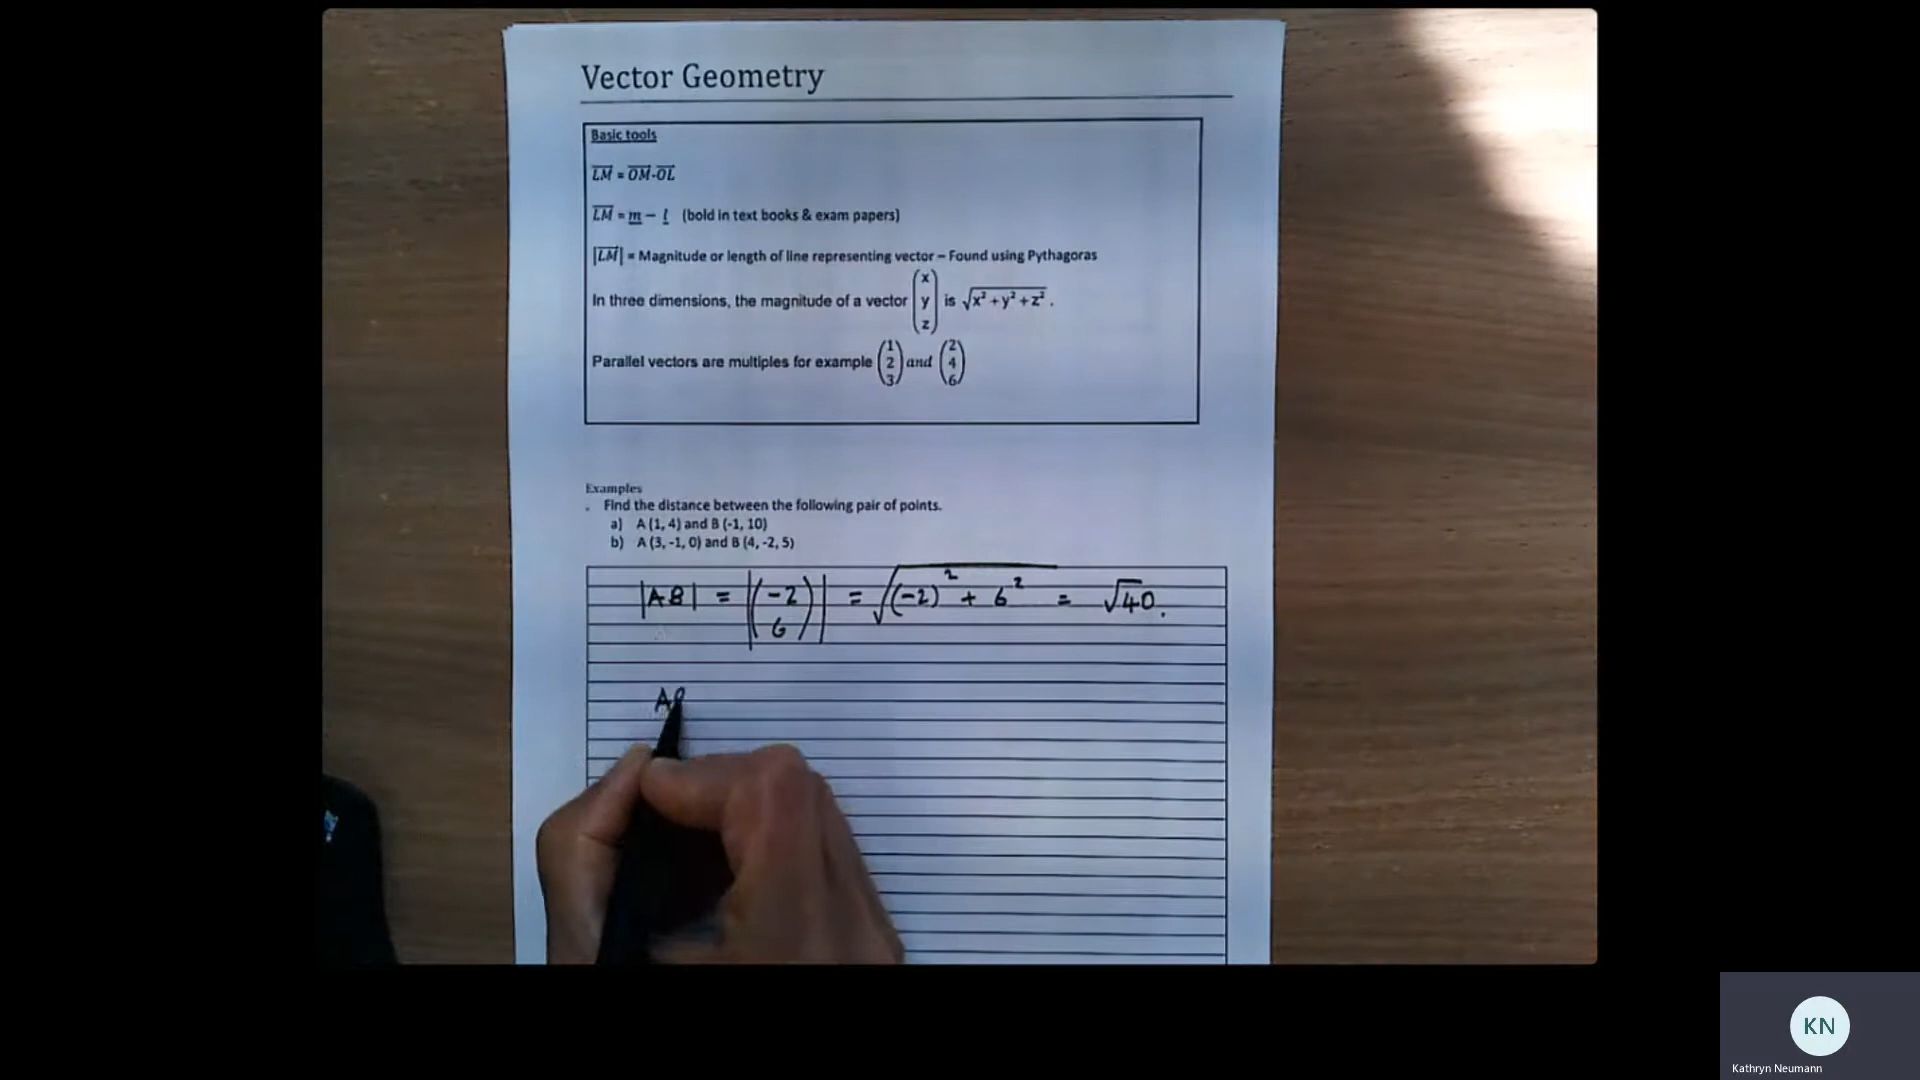 Vector Geometry
Basic tools
LM = OM-OL
LM = m – l (bold in text books & exam papers)
|LM| = Magnitude or length of line representing vector – Found using Pythagoras
In three dimensions, the magnitude of a vector (x y z) is √x² + y² + z² .
Parallel vectors are multiples for example (1 2 3) and (2 4 6)
Examples
. Find the distance between the following pair of points.
a) A (1, 4) and B (-1, 10)
b) A (3, -1, 0) and B (4, -2, 5)
|AB| = |(-2 6)| = √(-2)² + 6² = √40.
AB
KN
Kathryn Neumann